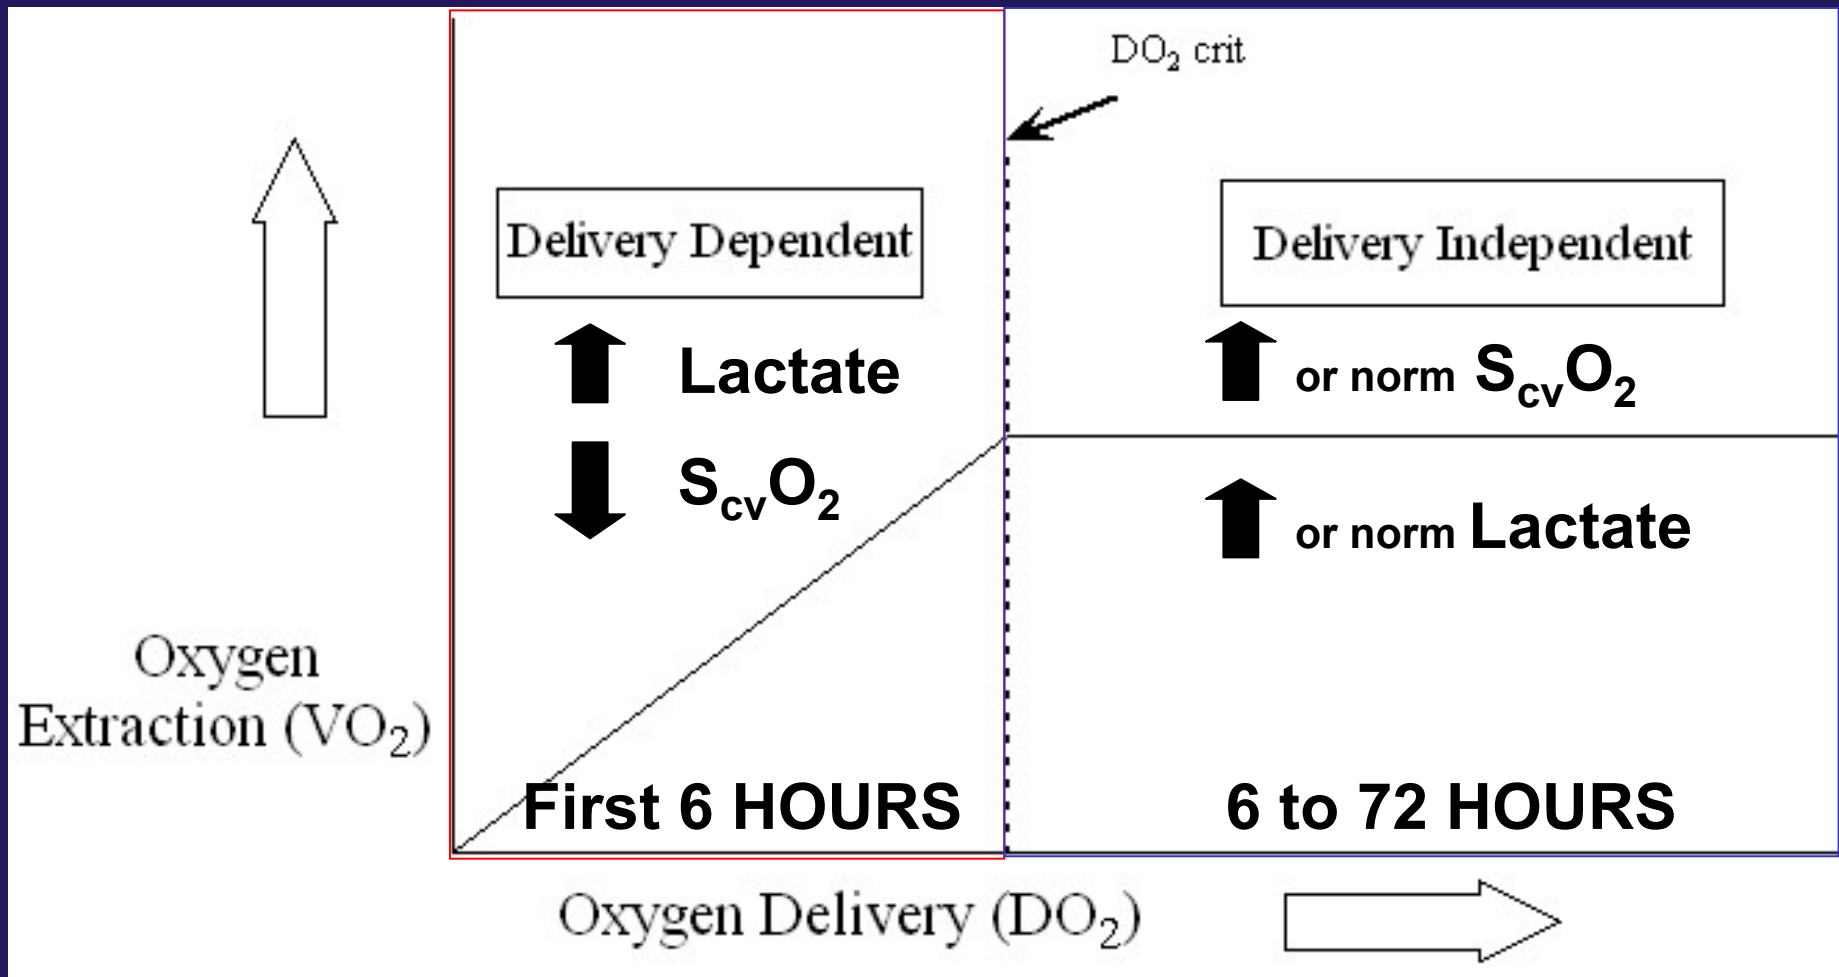 DO₂ crit
Delivery Dependent
Lactate
ScvO₂
First 6 HOURS
Delivery Independent
or norm ScvO₂
or norm Lactate
6 to 72 HOURS
Oxygen
Extraction (VO₂)
Oxygen Delivery (DO₂)